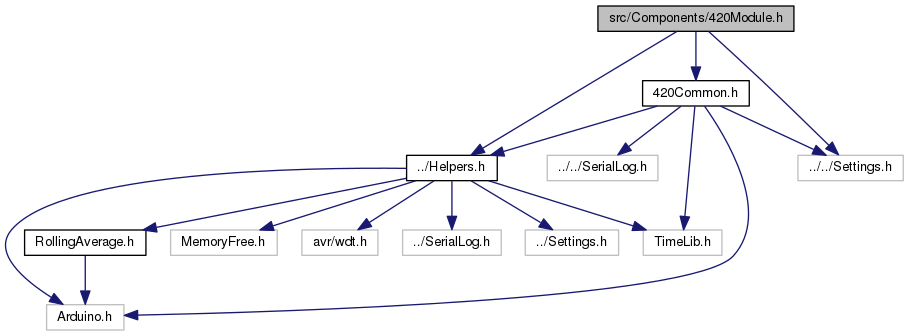 src/Components/420Module.h
420Common.h
../Helpers.h
../../SerialLog.h
../../Settings.h
RollingAverage.h
MemoryFree.h
avr/wdt.h
../SerialLog.h
../Settings.h
TimeLib.h
Arduino.h